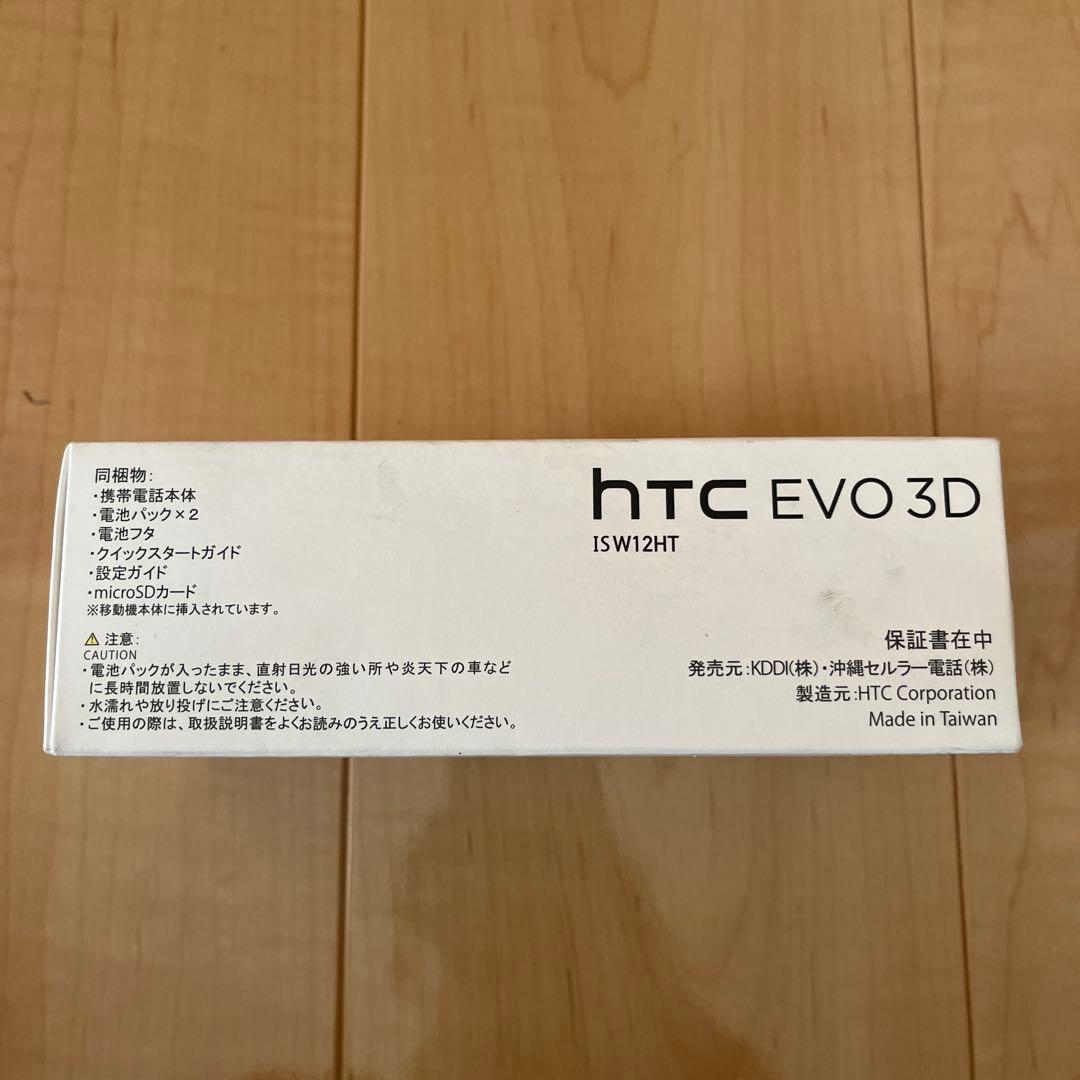 同梱物:
・携帯電話本体
・電池パック×2
・電池フタ
・クイックスタートガイド
・設定ガイド
・microSDカード
※移動機本体に挿入されています。
⚠ 注意:
CAUTION
・電池パックが入ったまま、直射日光の強い所や炎天下の車など
に長時間放置しないでください。
・水濡れや放り投げにご注意ください。
・ご使用の際は、取扱説明書をよくお読みのうえ正しくお使いください。
hTC EVO 3D
ISW12HT
保証書在中
発売元:KDDI(株)・沖縄セルラー電話(株)
製造元:HTC Corporation
Made in Taiwan